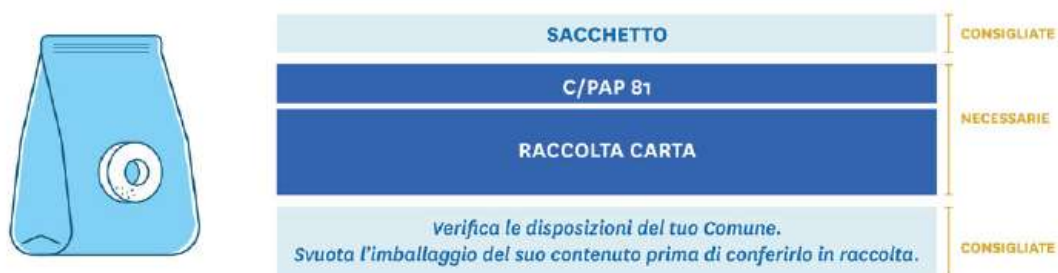 SACCHETTO
CONSIGLIATE
C/PAP 81
NECESSARIE
RACCOLTA CARTA
Verifica le disposizioni del tuo Comune.
Svuota l'imballaggio del suo contenuto prima di conferirlo in raccolta.
CONSIGLIATE